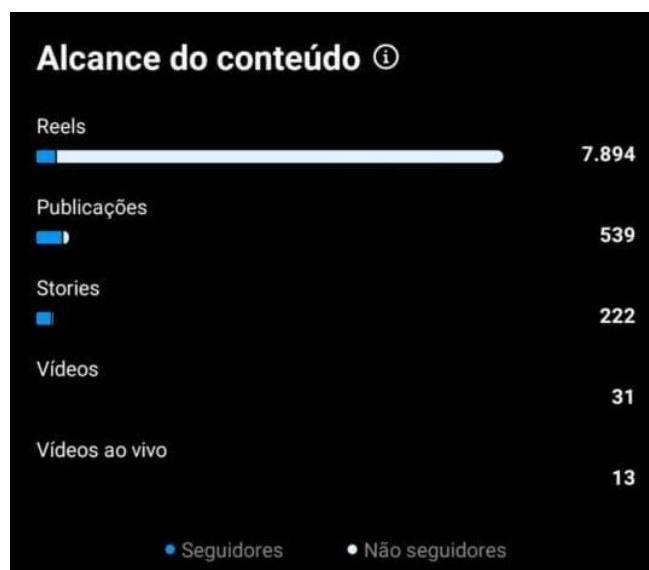 Alcance do conteúdo
Reels
7.894
Publicações
539
Stories
222
Vídeos
31
Vídeos ao vivo
13
Seguidores Não seguidores